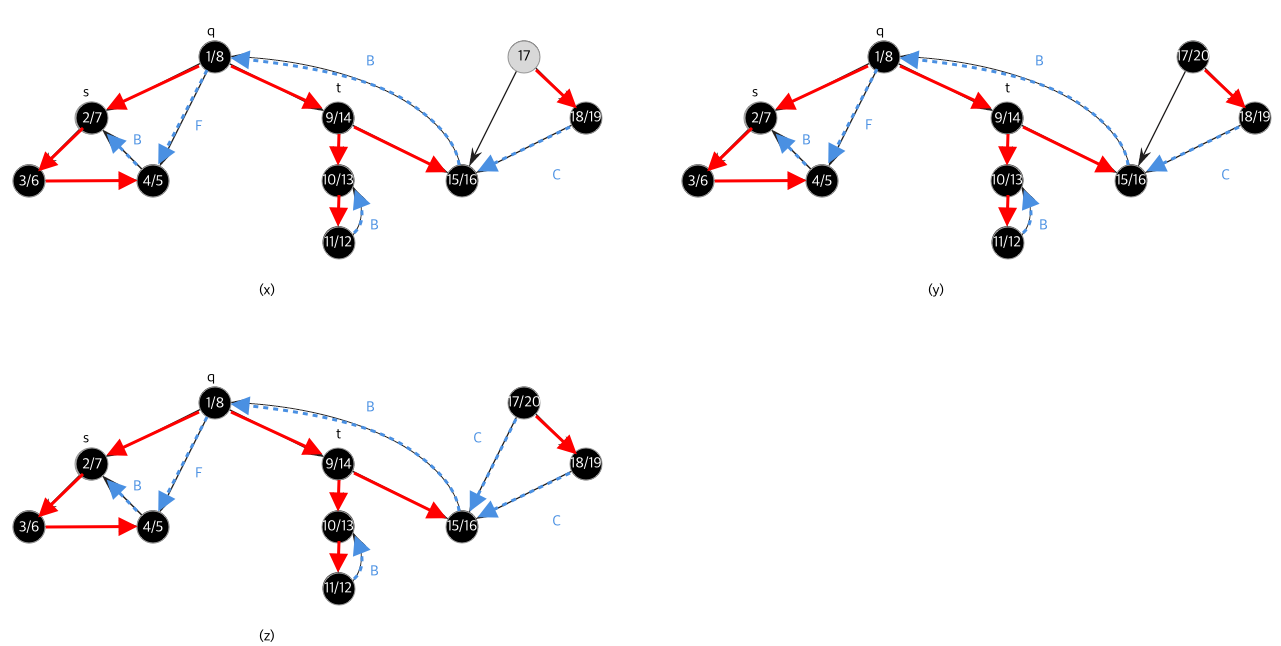 q q
1/8 B 17 1/8 B 17/20
s t s t
2/7 B F 9/14 18/19 2/7 B F 9/14 18/19
3/6 4/5 10/13 15/16 C 3/6 4/5 10/13 15/16 C
B B
11/12 11/12
(x) (y)
q
1/8 B 17/20
s t C
2/7 B F 9/14 18/19
3/6 4/5 10/13 15/16 C
B
11/12
(z)